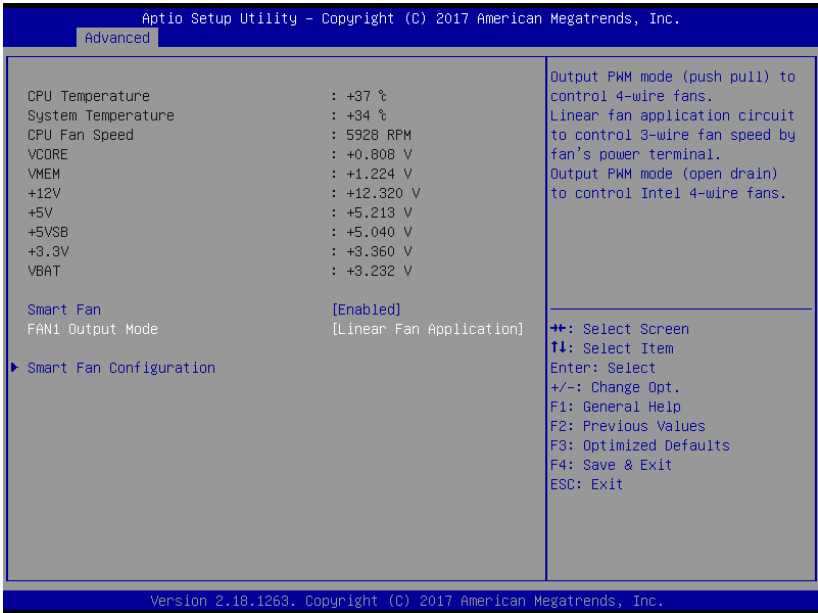 Aptio Setup Utility – Copyright (C) 2017 American Megatrends, Inc.
Advanced
CPU Temperature : +37 ℃
System Temperature : +34 ℃
CPU Fan Speed : 5928 RPM
VCORE : +0.808 V
VMEM : +1.224 V
+12V : +12.320 V
+5V : +5.213 V
+5VSB : +5.040 V
+3.3V : +3.360 V
VBAT : +3.232 V
Smart Fan [Enabled]
FAN1 Output Mode [Linear Fan Application]
Smart Fan Configuration
Output PWM mode (push pull) to
control 4-wire fans.
Linear fan application circuit
to control 3-wire fan speed by
fan's power terminal.
Output PWM mode (open drain)
to control Intel 4-wire fans.
→←: Select Screen
↑↓: Select Item
Enter: Select
+/-: Change Opt.
F1: General Help
F2: Previous Values
F3: Optimized Defaults
F4: Save & Exit
ESC: Exit
Version 2.18.1263. Copyright (C) 2017 American Megatrends, Inc.